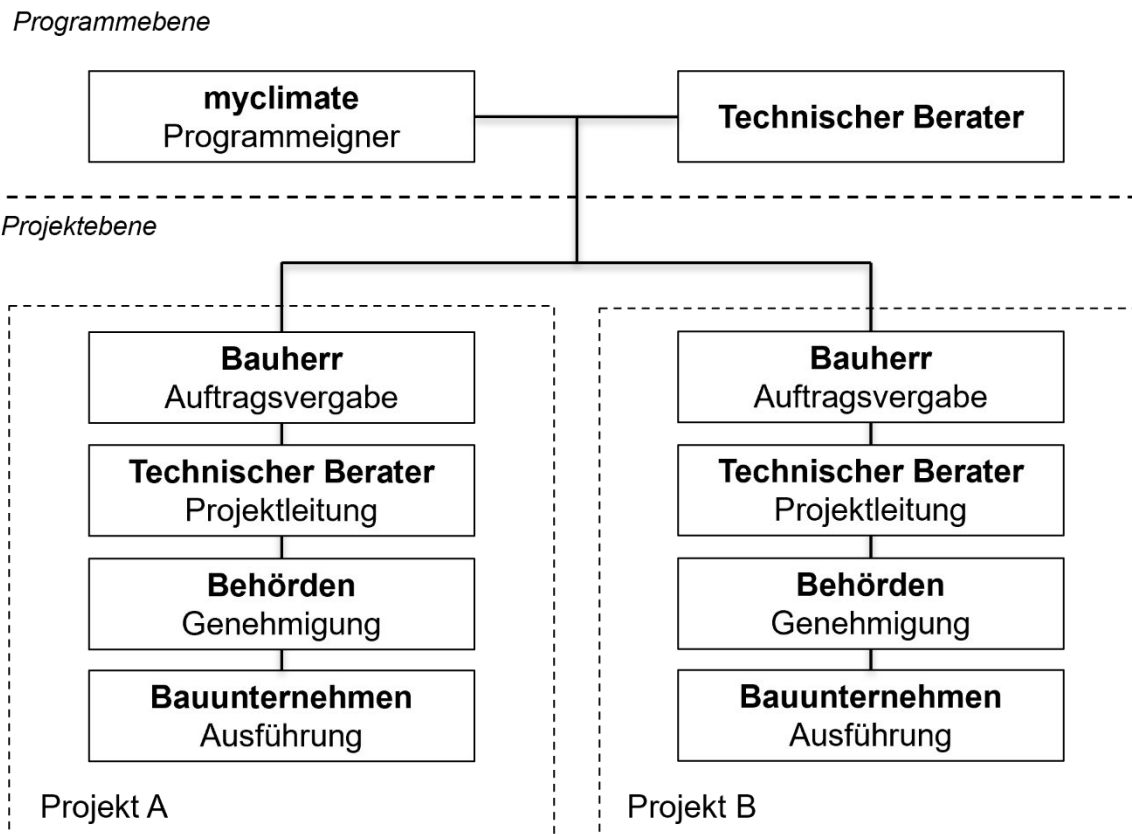 Programmebene
myclimate
Programmeigner
Technischer Berater
Projektebene
Bauherr
Auftragsvergabe
Technischer Berater
Projektleitung
Behörden
Genehmigung
Bauunternehmen
Ausführung
Projekt A
Bauherr
Auftragsvergabe
Technischer Berater
Projektleitung
Behörden
Genehmigung
Bauunternehmen
Ausführung
Projekt B